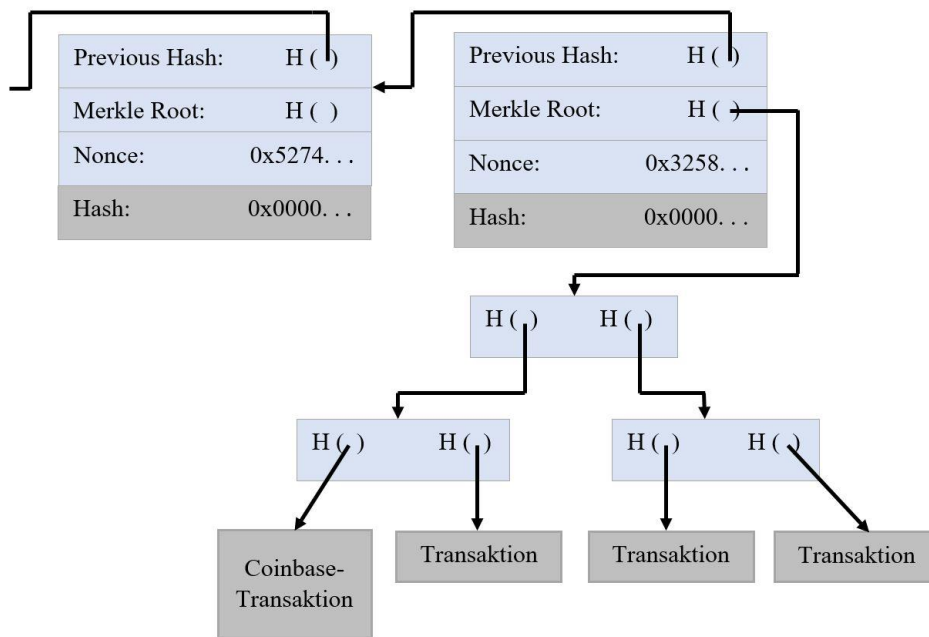 Previous Hash: H ( )
Merkle Root: H ( )
Nonce: 0x5274. . .
Hash: 0x0000. . .
Previous Hash: H ( )
Merkle Root: H ( )
Nonce: 0x3258. . .
Hash: 0x0000. . .
H ( ) H ( )
H ( ) H ( )
H ( ) H ( )
Coinbase-
Transaktion
Transaktion
Transaktion
Transaktion